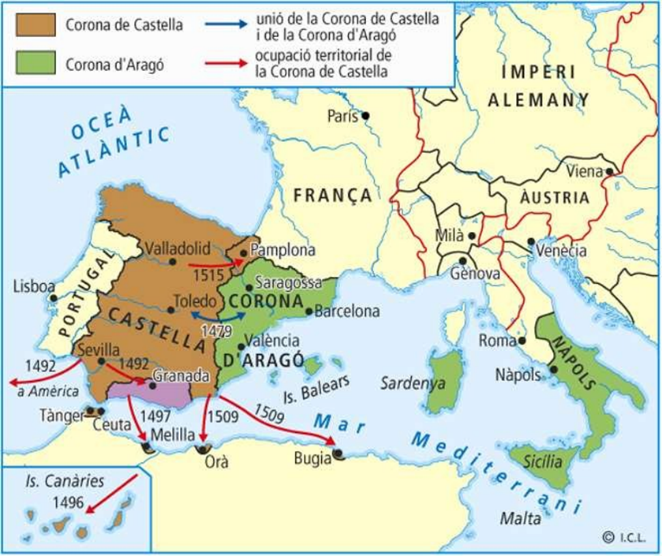 Corona de Castella
Corona d'Aragó
unió de la Corona de Castella
i de la Corona d'Aragó
ocupació territorial de
la Corona de Castella
OCEÀ
ATLÀNTIC
París
IMPERI
ALEMANY
Viena
FRANÇA
ÀUSTRIA
Milà
Venècia
Gènova
Valladolid
Pamplona
1515
Saragossa
Lisboa
PORTUGAL
Toledo
CORONA
Barcelona
CASTELLA
1479
València
D'ARAGÓ
Roma
NÀPOLS
Nàpols
Sevilla
1492
1492
Granada
a Amèrica
Is. Balears
Sardenya
Tànger
Ceuta
1497
1509
1509
Melilla
Orà
Bugia
Mar Mediterrani
Sicília
Malta
Is. Canàries
1496
© I.C.L.